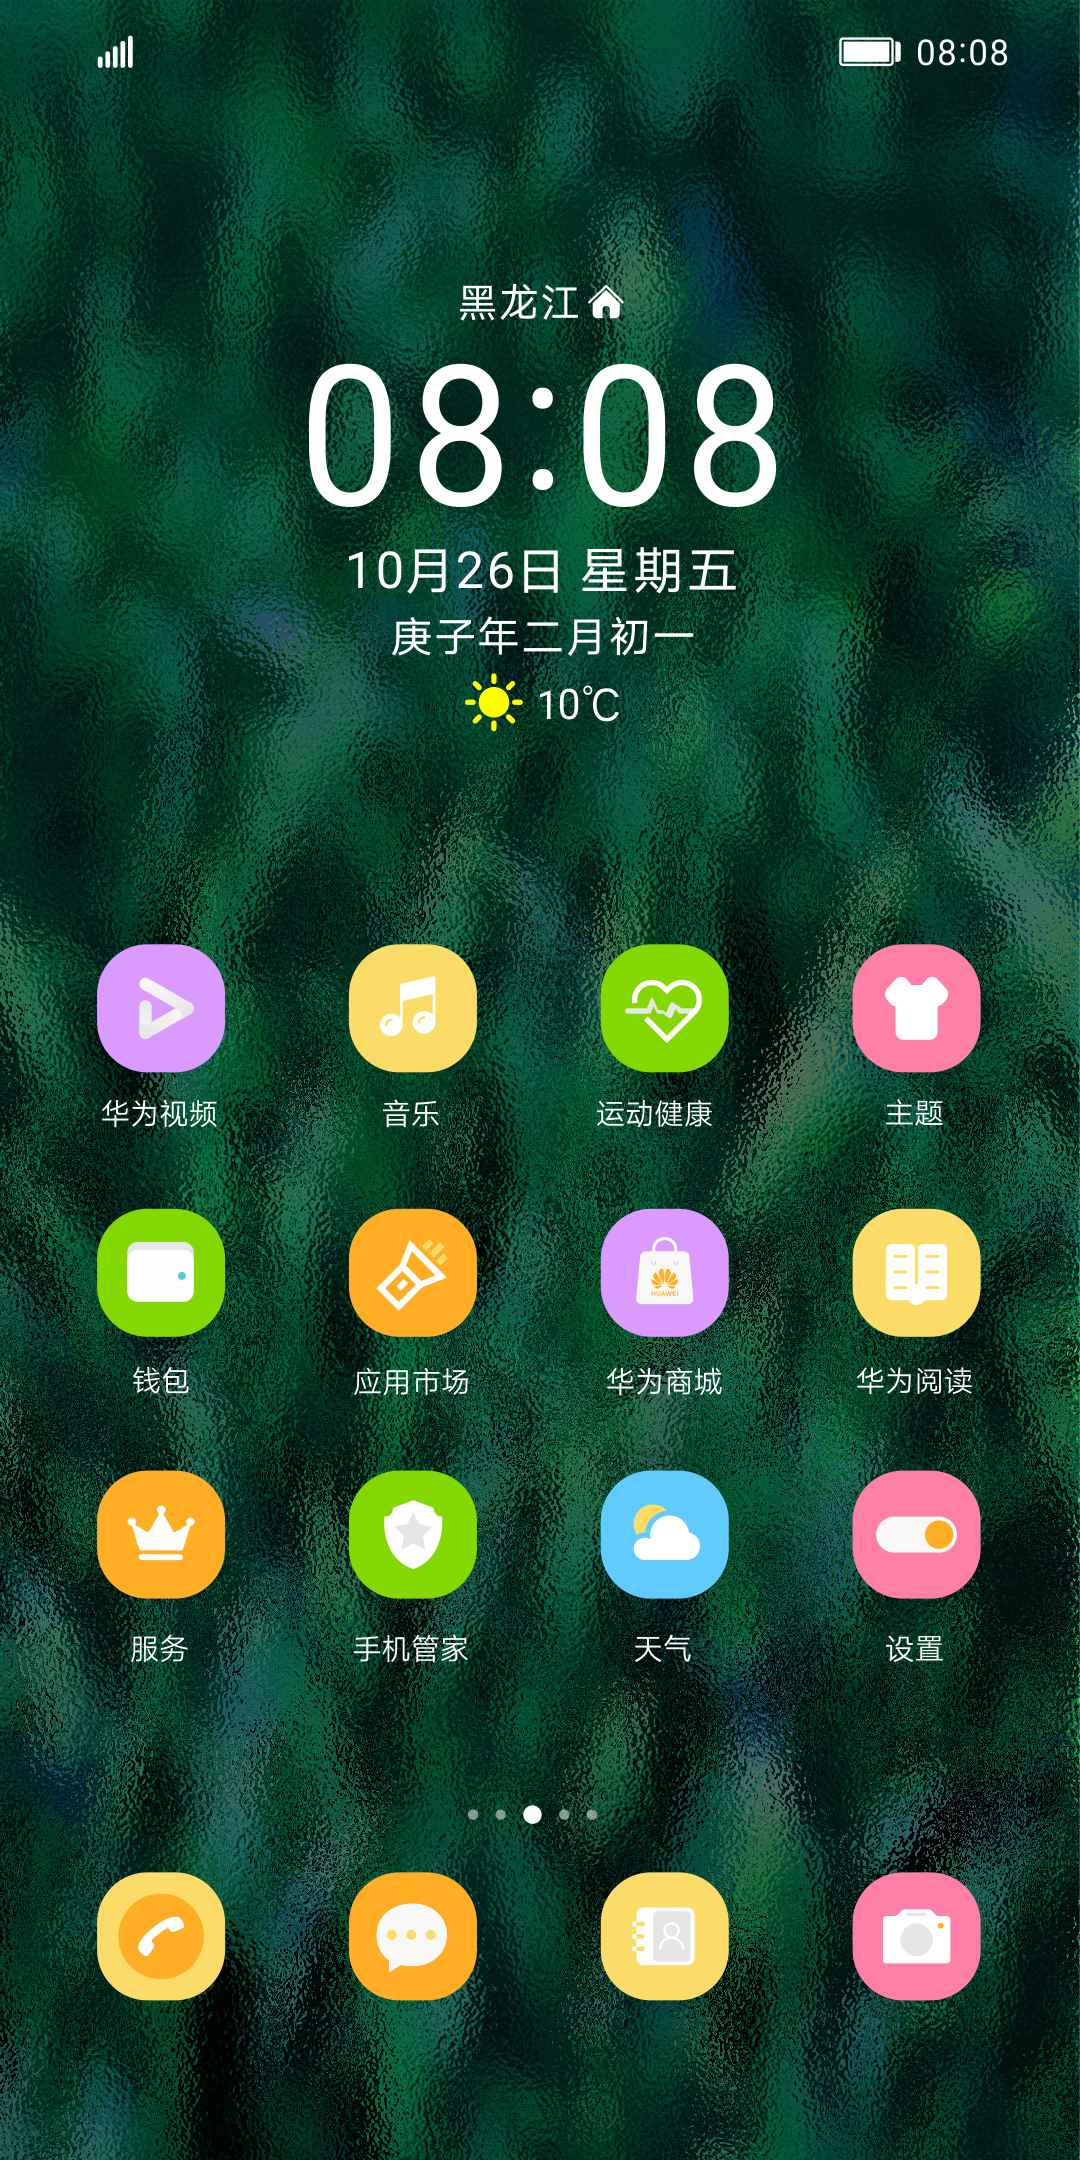 08:08
黑龙江
08:08
10月26日 星期五
庚子年二月初一
10℃
华为视频 音乐 运动健康 主题
HUAWEI
钱包 应用市场 华为商城 华为阅读
服务 手机管家 天气 设置